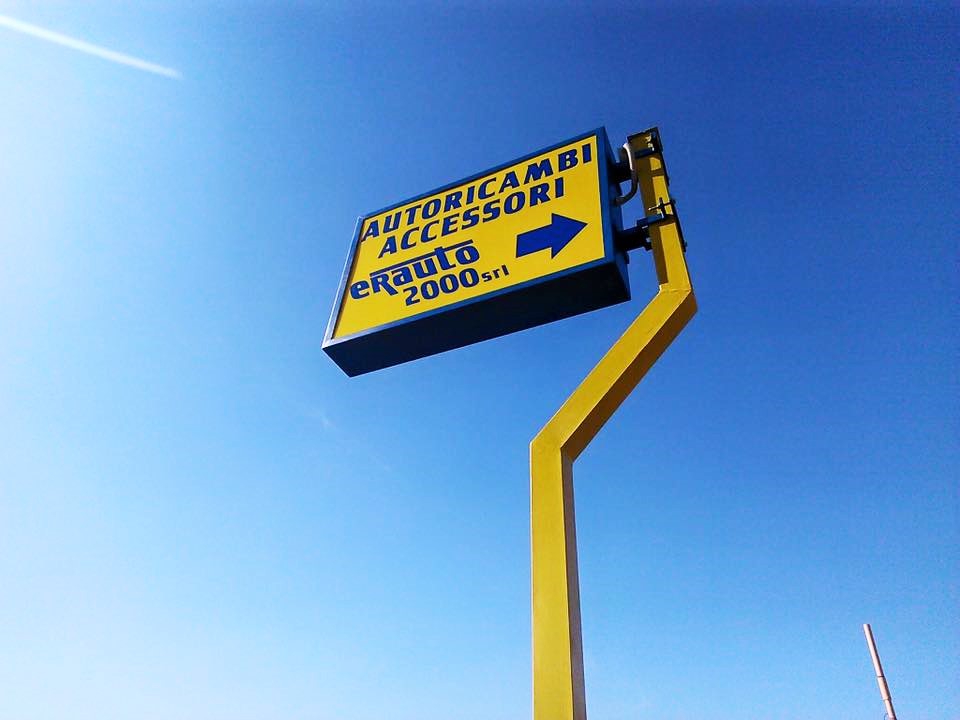 AUTORICAMBI
ACCESSORI
eRauto
2000 srl